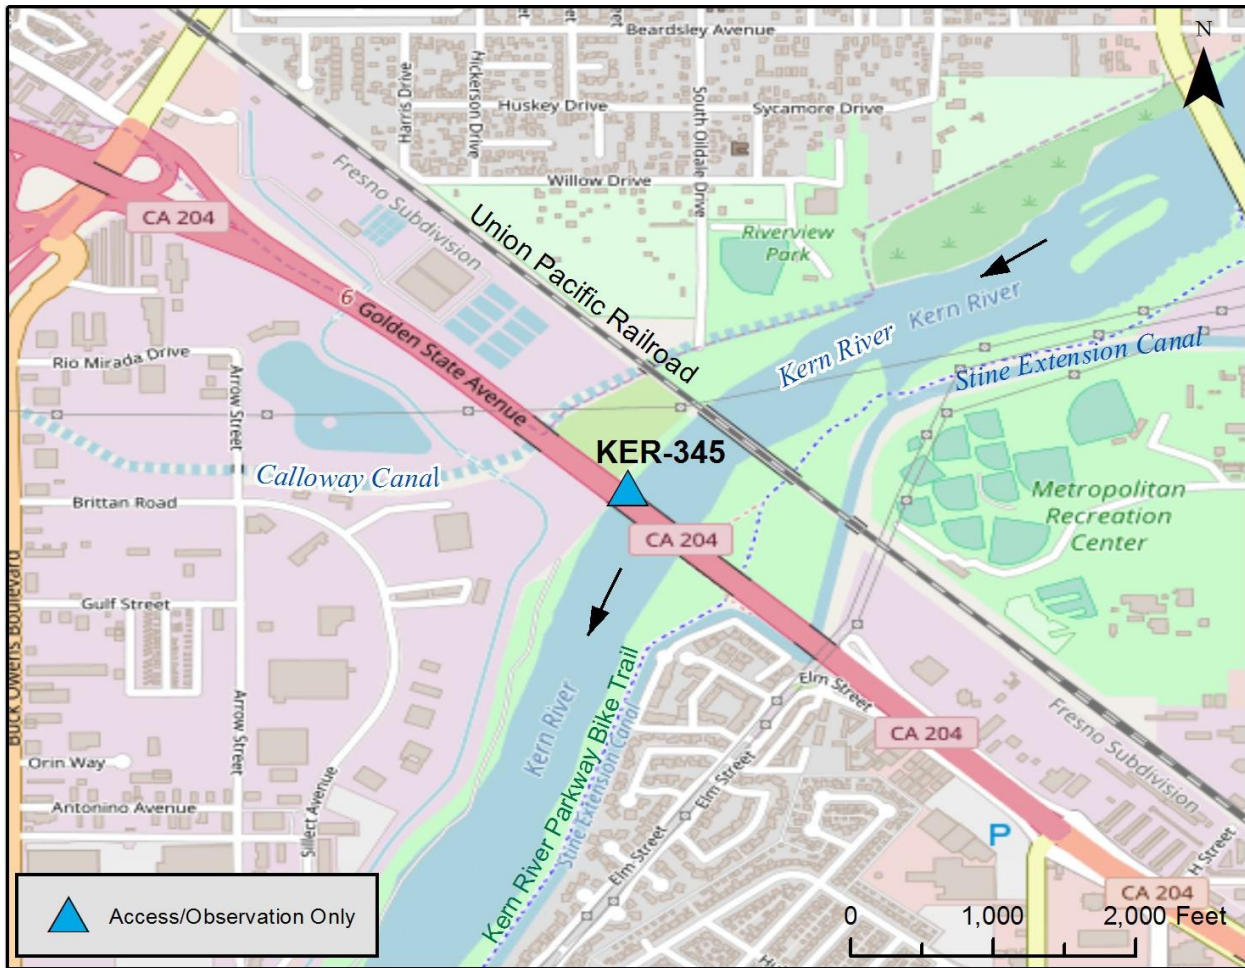 Beardsley Avenue
N
Harris Drive
Nickerson Drive
Huskey Drive
South Oildale Drive
Sycamore Drive
Fresno Subdivision
Willow Drive
CA 204
Union Pacific Railroad
Riverview
Park
6
Golden State Avenue
Kern River
Kern River
Stine Extension Canal
Rio Mirada Drive
Arrow Street
KER-345
Calloway Canal
Brittan Road
CA 204
Metropolitan
Recreation
Center
Buck Owens Boulevard
Gulf Street
Kern River
Kern River Parkway Bike Trail
Stine Extension Canal
Elm Street
CA 204
Fresno Subdivision
Arrow Street
Orin Way
Antonino Avenue
Sillect Avenue
Elm Street
Elm Street
P
H Street
CA 204
Access/Observation Only
0 1,000 2,000 Feet